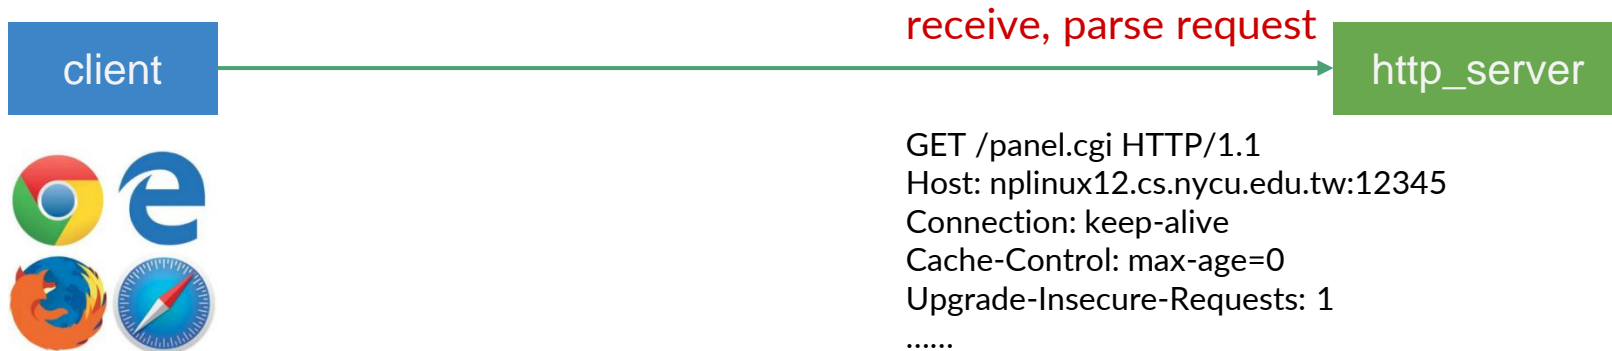 receive, parse request
client
http_server
GET /panel.cgi HTTP/1.1
Host: nplinux12.cs.nycu.edu.tw:12345
Connection: keep-alive
Cache-Control: max-age=0
Upgrade-Insecure-Requests: 1
......